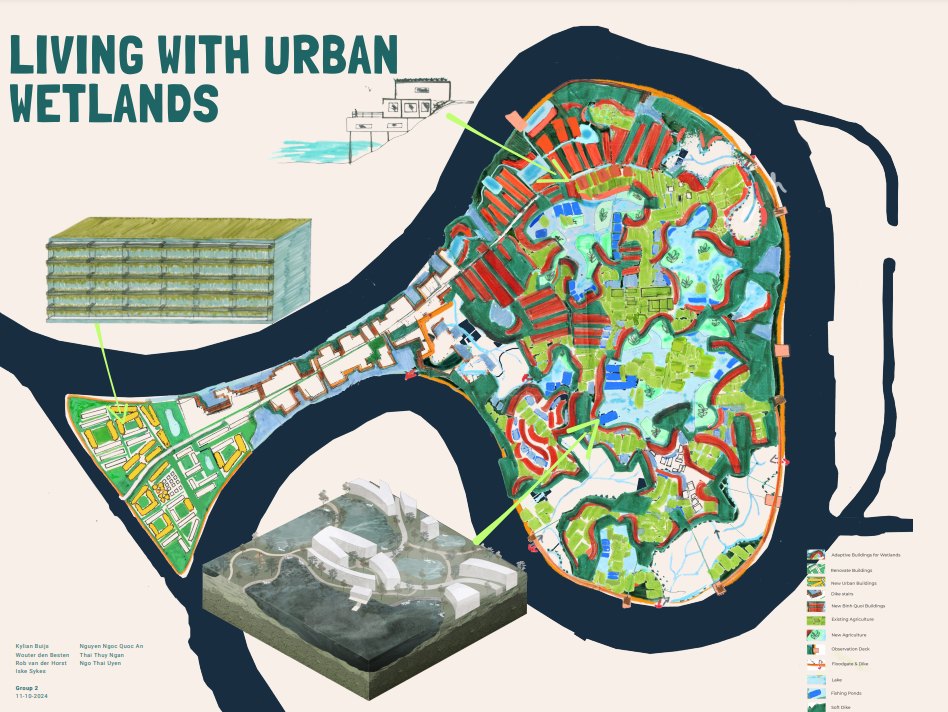 LIVING WITH URBAN
WETLANDS
Adaptive Buildings for Wetlands
Renovate Buildings
New Urban Buildings
Dike stairs
New Binh Quoi Buildings
Existing Agriculture
New Agriculture
Observation Deck
Floodgate & Dike
Lake
Fishing Ponds
Soft Dike
Kylian Buijs
Wouter den Besten
Rob van der Horst
Iske Sykes
Nguyen Ngoc Quoc An
Thai Thuy Ngan
Ngo Thai Uyen
Group 2
11-10-2024